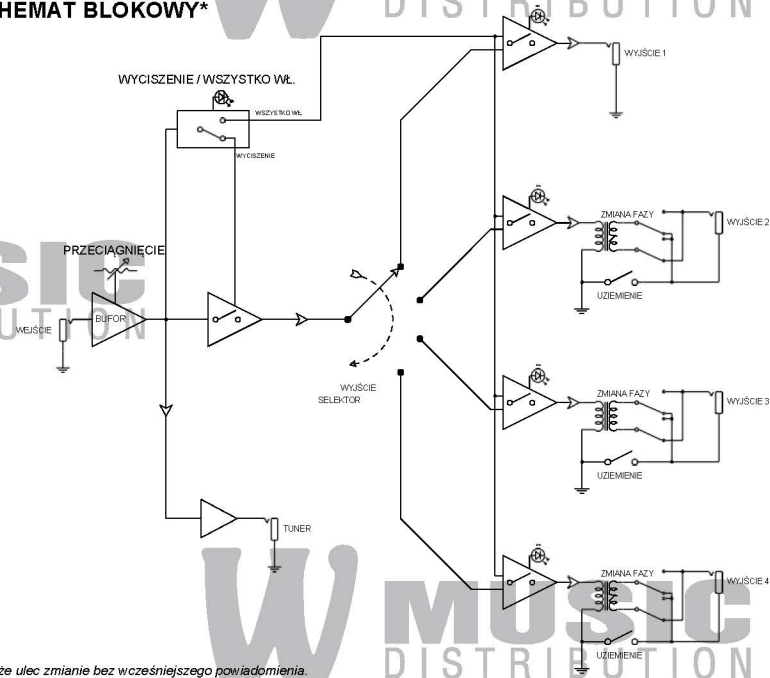 HEMAT BLOKOWY*
DISTRIBUTION
WYJŚCIE 1
WYCISZENIE / WSZYSTKO WŁ.
WSZYSTKO WŁ.
WYCISZENIE
ZMIANA FAZY
WYJŚCIE 2
UZIEMIENIE
PRZECIĄGNIĘCIE
SIC
UTION
BUFOR
WEJŚCIE
WYJŚCIE
SELEKTOR
ZMIANA FAZY
WYJŚCIE 3
UZIEMIENIE
TUNER
ZMIANA FAZY
WYJŚCIE 4
UZIEMIENIE
W MUSIC
DISTRIBUTION
że ulec zmianie bez wcześniejszego powiadomienia.